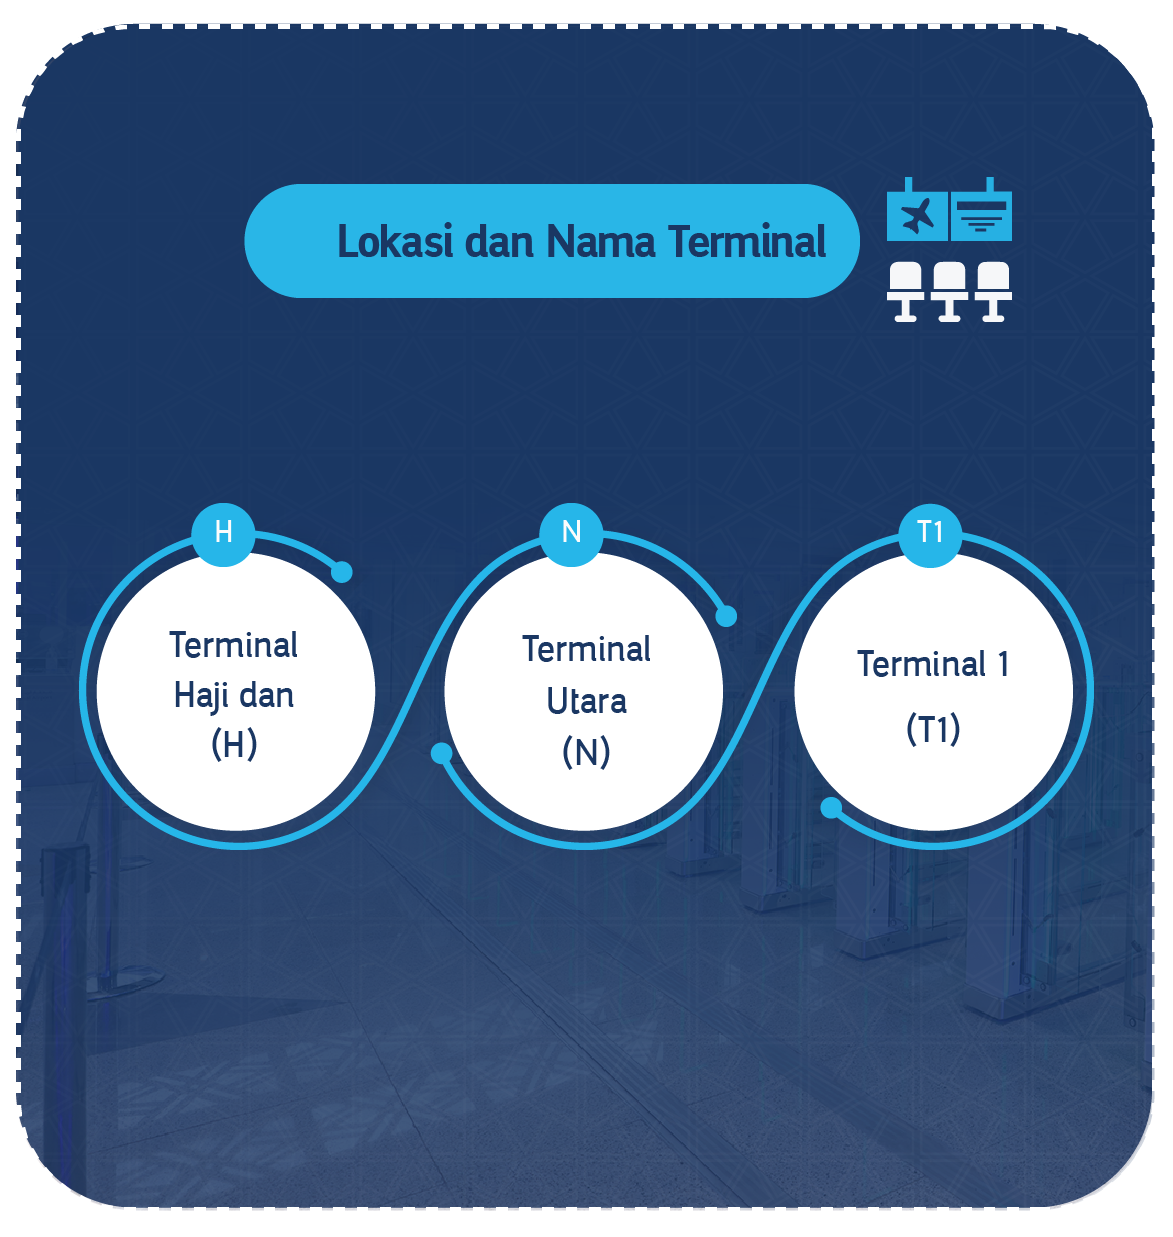 Lokasi dan Nama Terminal
H
Terminal
Haji dan
(H)
N
Terminal
Utara
(N)
T1
Terminal 1
(T1)